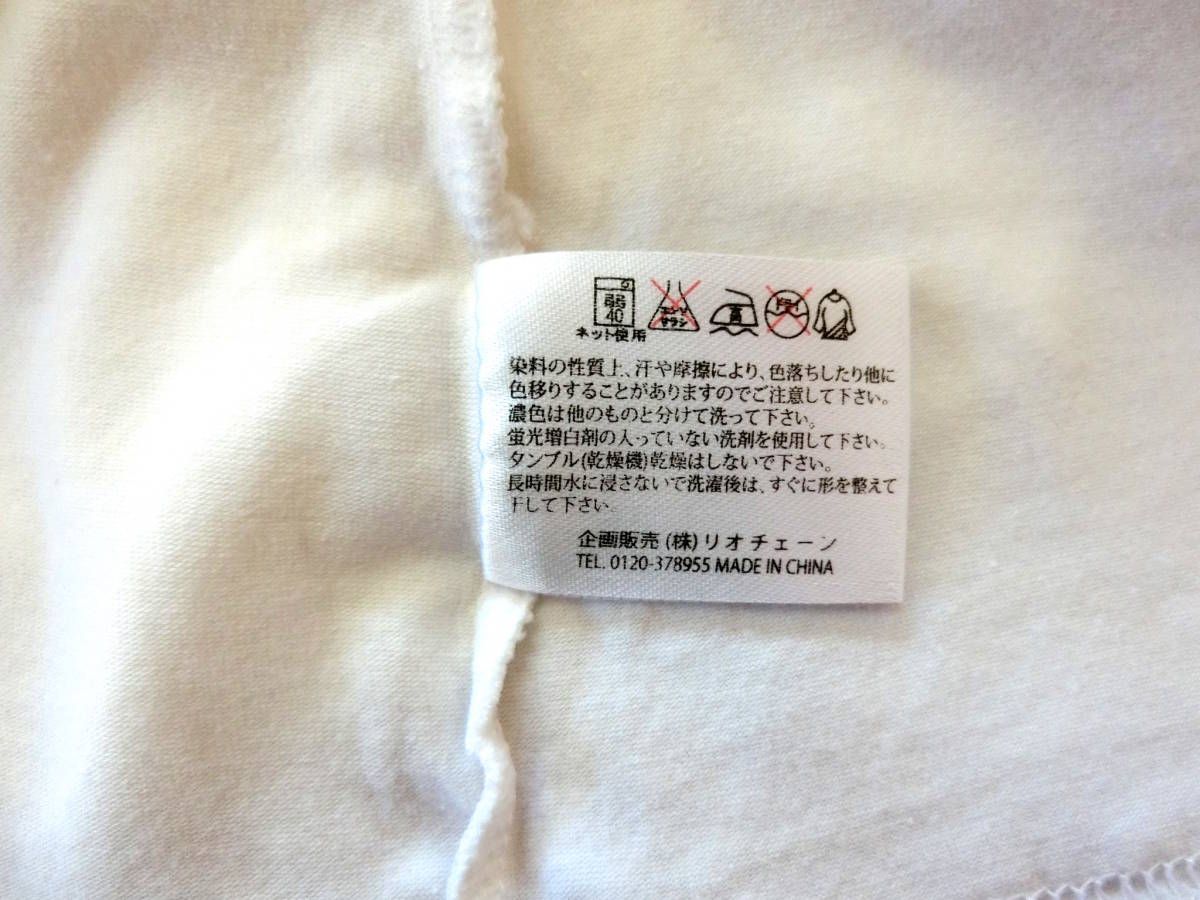 弱
40
ネット使用
エンソ
サラシ
高
ドライ
染料の性質上、汗や摩擦により、色落ちしたり他に
色移りすることがありますのでご注意して下さい。
濃色は他のものと分けて洗って下さい。
蛍光増白剤の入っていない洗剤を使用して下さい。
タンブル(乾燥機)乾燥はしないで下さい。
長時間水に浸さないで洗濯後は、すぐに形を整えて
干して下さい.
企画販売 (株) リオチェーン
TEL. 0120-378955 MADE IN CHINA